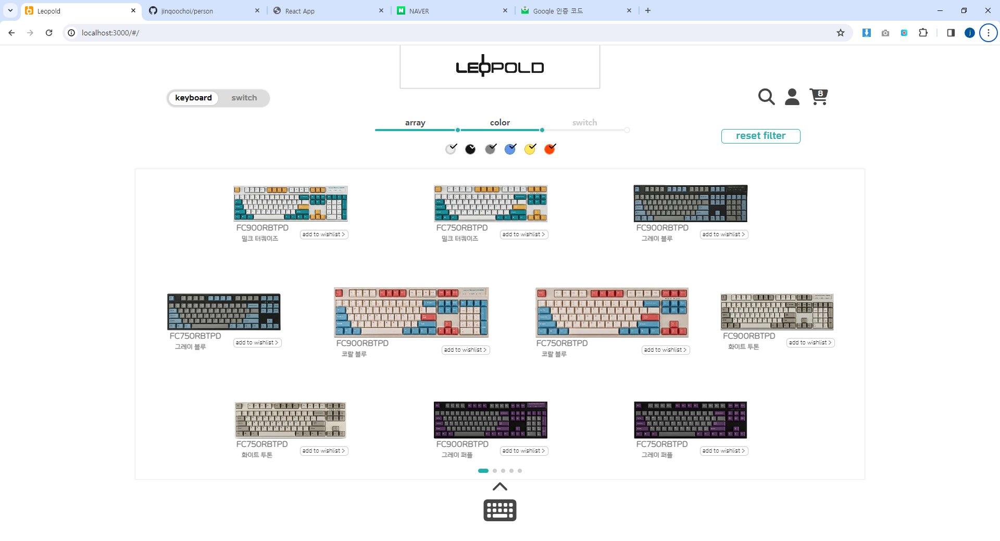 Leopold
jingoochoi/person
React App
NAVER
Google 인증 코드
localhost:3000/#/
LEOPOLD
keyboard
switch
8
array
color
switch
reset filter
FC900RBTPD
밀크 터쿼이즈
add to wishlist >
FC750RBTPD
밀크 터쿼이즈
add to wishlist >
FC900RBTPD
그레이 블루
add to wishlist >
FC750RBTPD
그레이 블루
add to wishlist >
FC900RBTPD
코랄 블루
add to wishlist >
FC750RBTPD
코랄 블루
add to wishlist >
FC900RBTPD
화이트 투톤
add to wishlist >
FC750RBTPD
화이트 투톤
add to wishlist >
FC900RBTPD
그레이 퍼플
add to wishlist >
FC750RBTPD
그레이 퍼플
add to wishlist >